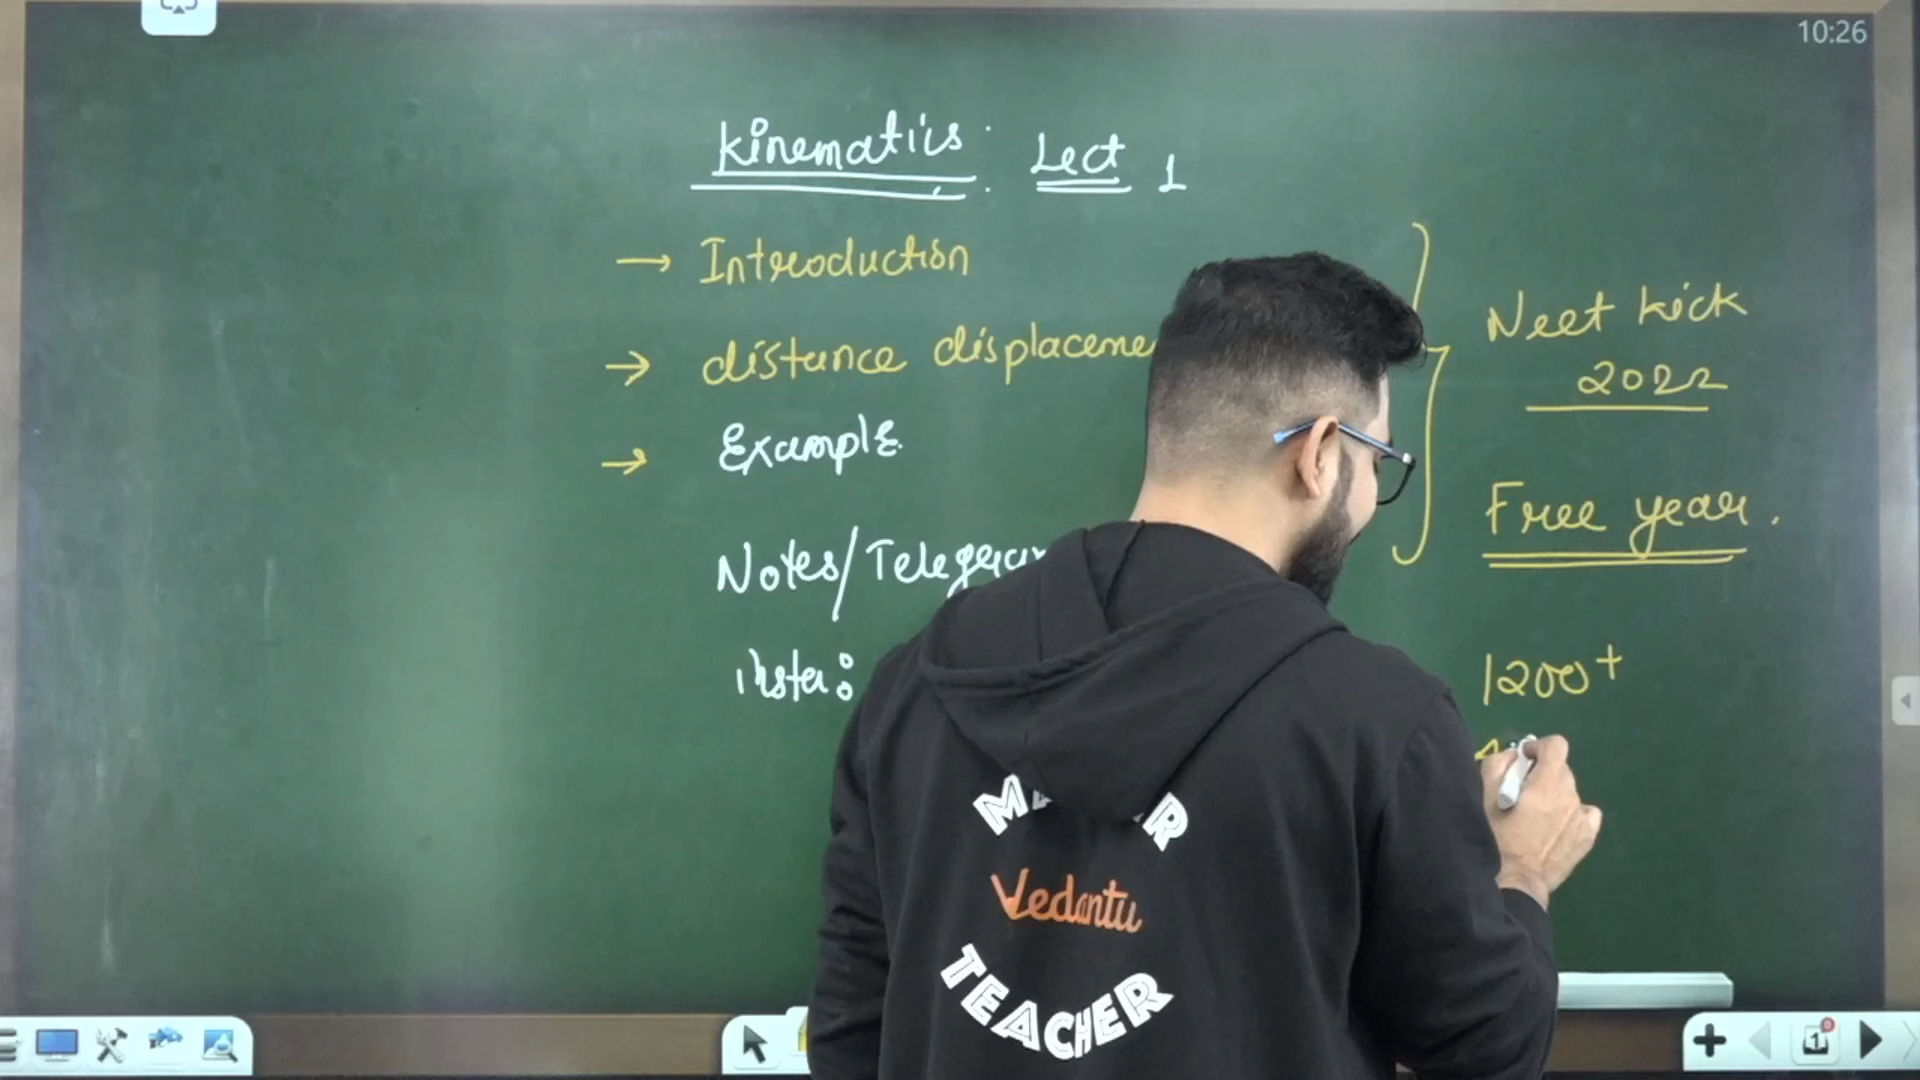 10:26
Kinematics : Lect 1
→ Introduction
→ distance displaceme
→ Example
Notes/Telegra
insta:
Neet kick
2022
Free year.
1200+
Vedantu
TEACHER
1